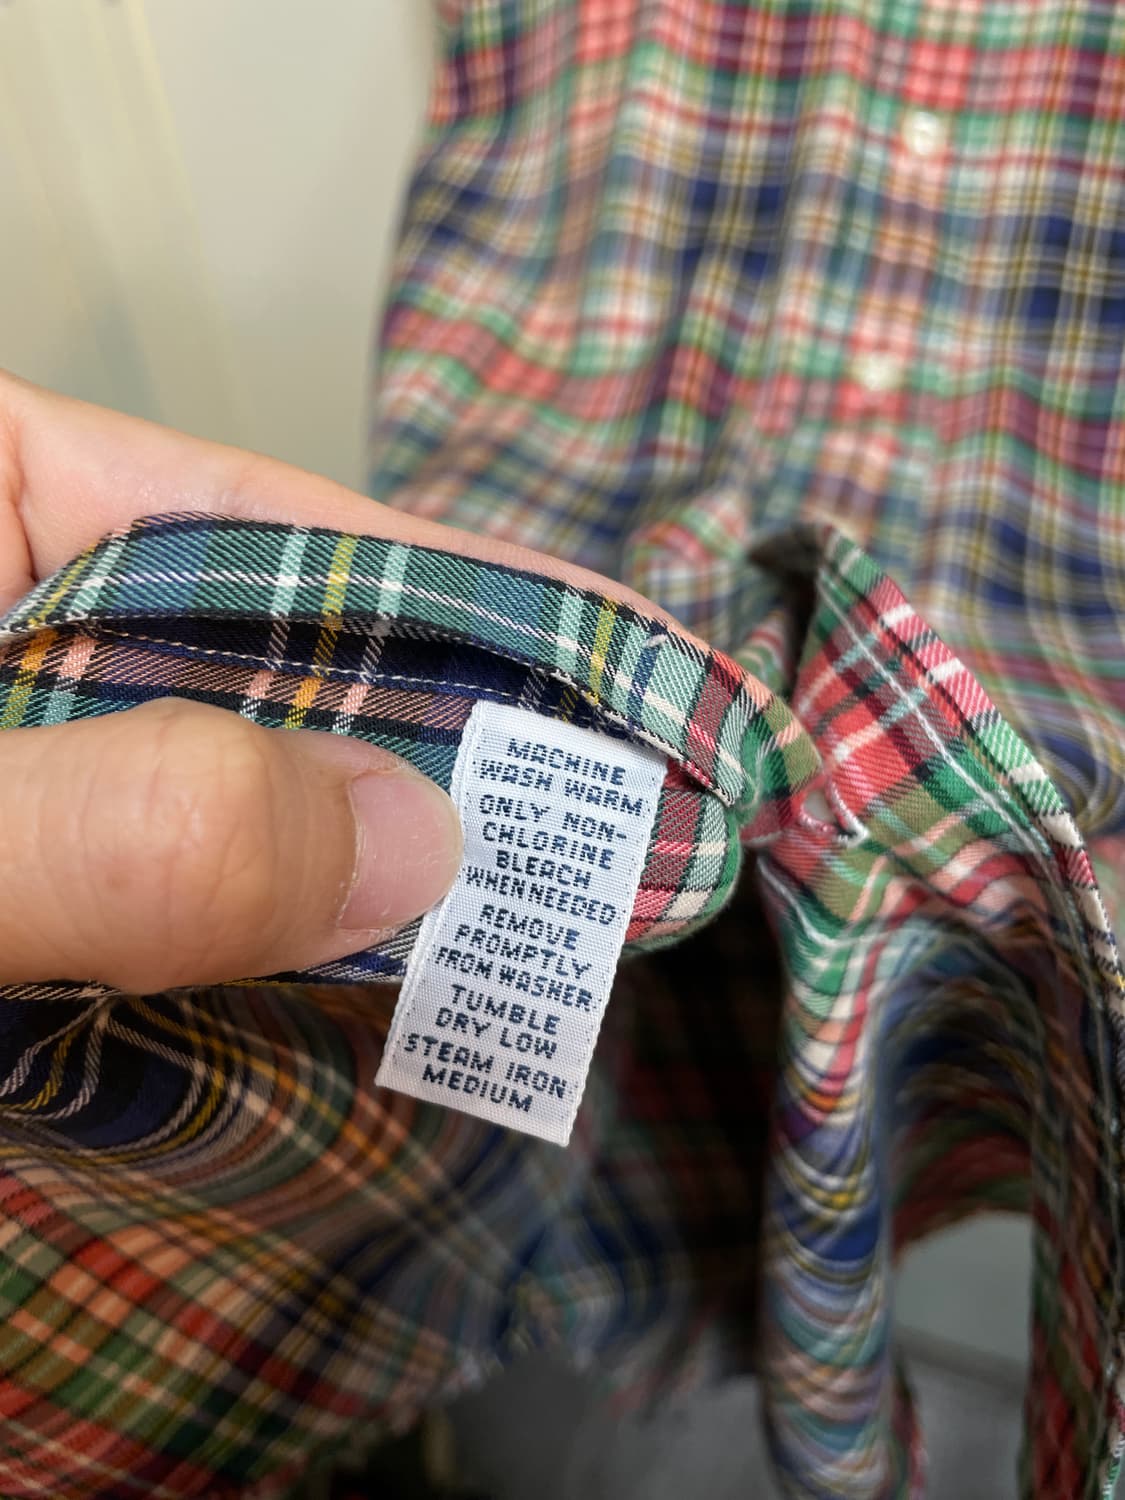 MACHINE
WASH WARM
ONLY NON-
CHLORINE
BLEACH
WHEN NEEDED
REMOVE
PROMPTLY
FROM WASHER
TUMBLE
DRY LOW
STEAM IRON
MEDIUM